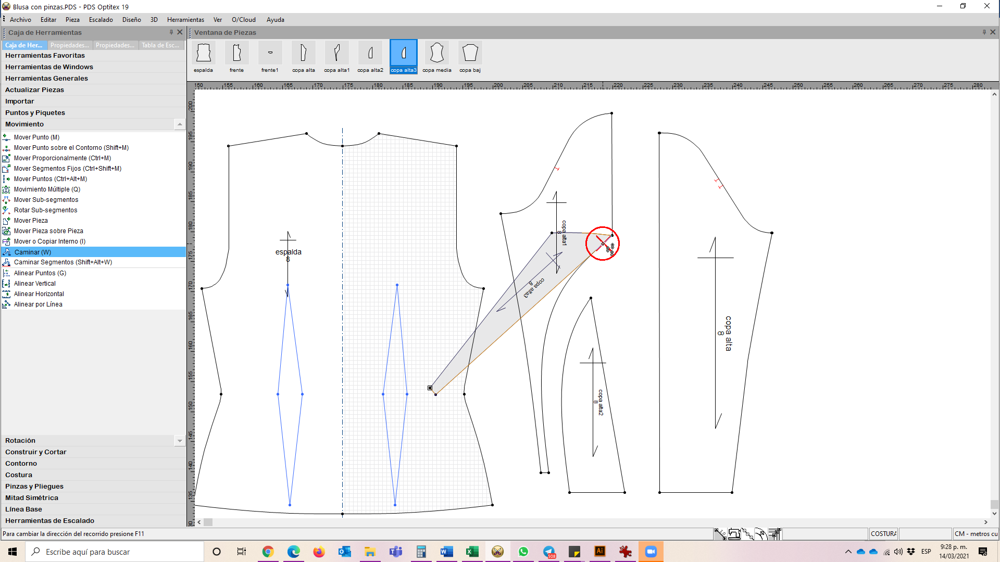 Blusa con pinzas.PDS - PDS Optitex 19
Archivo Editar Pieza Escalado Diseño 3D Herramientas Ver O/Cloud Ayuda
Caja de Herramientas
Ventana de Piezas
Caja de Her... Propiedades... Propiedades... Tabla de Esc...
Herramientas Favoritas
Herramientas de Windows
Herramientas Generales
Actualizar Piezas
Importar
Puntos y Piquetes
Movimiento
Mover Punto (M)
Mover Punto sobre el Contorno (Shift+M)
Mover Proporcionalmente (Ctrl+M)
Mover Segmentos Fijos (Ctrl+Shift+M)
Mover Puntos (Ctrl+Alt+M)
Movimiento Múltiple (Q)
Mover Sub-segmentos
Rotar Sub-segmentos
Mover Pieza
Mover Pieza sobre Pieza
Mover o Copiar Interno (I)
Caminar (W)
Caminar Segmentos (Shift+Alt+W)
Alinear Puntos (G)
Alinear Vertical
Alinear Horizontal
Alinear por Línea
Rotación
Construir y Cortar
Contorno
Costura
Pinzas y Pliegues
Mitad Simétrica
Línea Base
Herramientas de Escalado
espalda frente frente1 copa alta copa alta1 copa alta2 copa alta3 copa media copa baj
150 155 160 165 170 175 180 185 190 195 200 205 210 215 220 225 230 235 240 245 250 255 260 265 270 275 280
200
195
190
185
180
175
170
165
160
155
150
145
140
135
30
espalda
8
copa alta1
8
copa alta3
8
copa alta2
8
copa alta
8
Para cambiar la dirección del recorrido presione F11
COSTURA
CM - metros cu
Escribe aquí para buscar
508
Ai
ESP
9:28 p. m.
14/03/2021